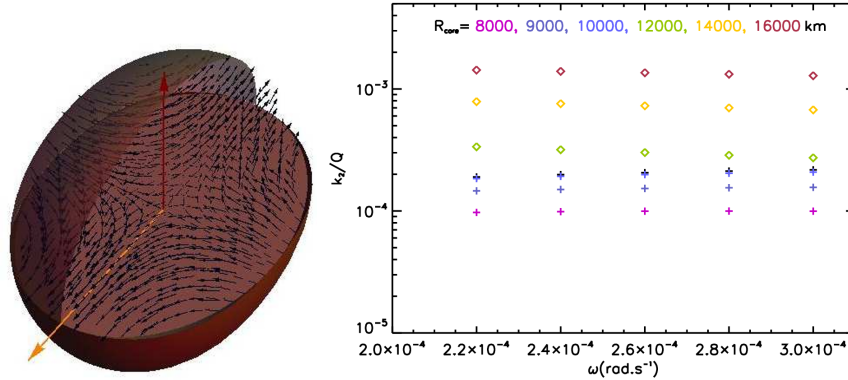 R_core = 8000, 9000, 10000, 12000, 14000, 16000 km
10⁻³
k₂/Q
10⁻⁴
10⁻⁵
2.0×10⁻⁴ 2.2×10⁻⁴ 2.4×10⁻⁴ 2.6×10⁻⁴ 2.8×10⁻⁴ 3.0×10⁻⁴
ω(rad.s⁻¹)